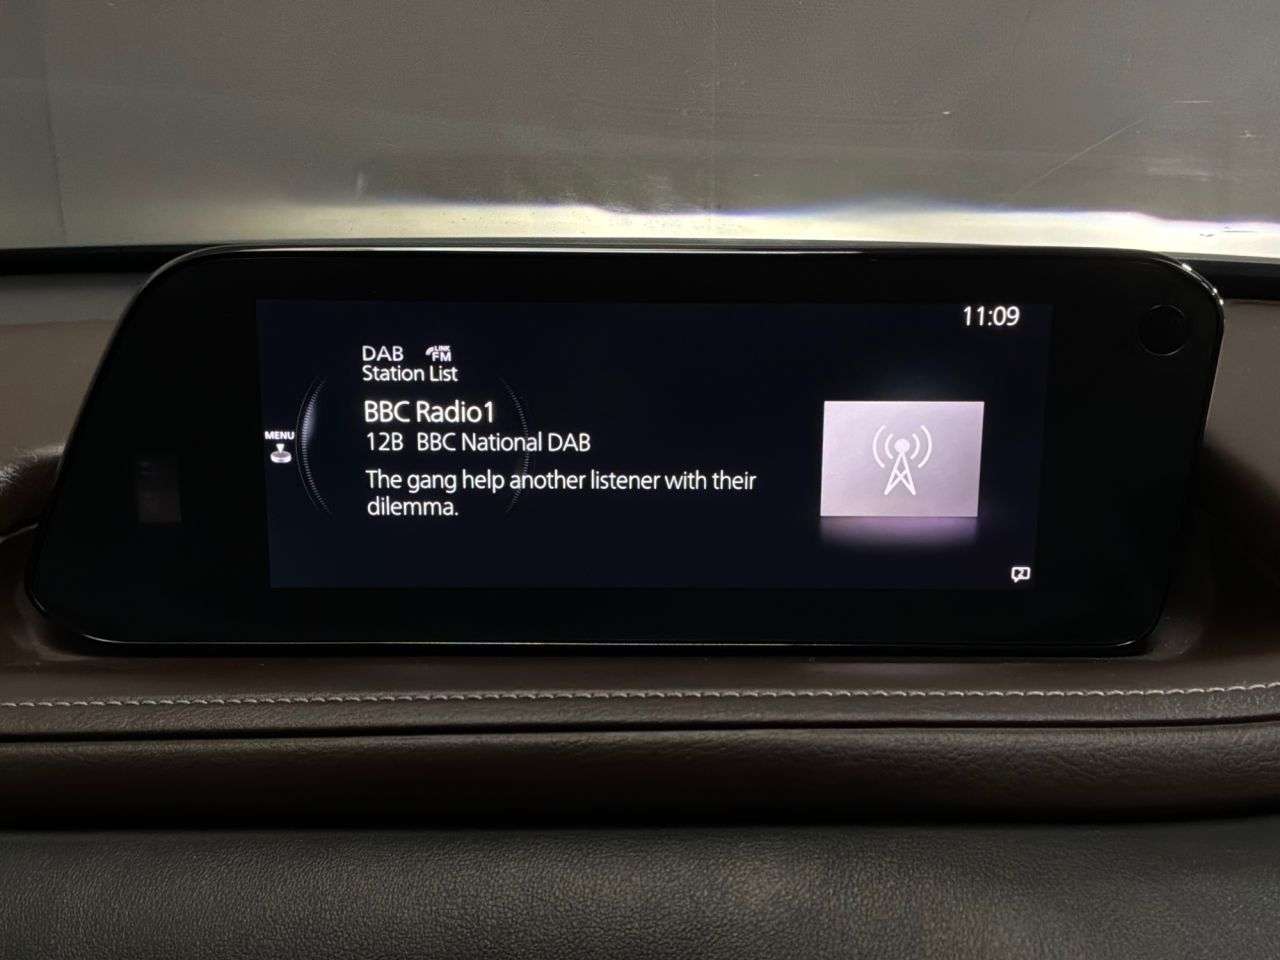 11:09
DAB LINK FM
Station List
BBC Radio1
MENU
12B BBC National DAB
The gang help another listener with their
dilemma.